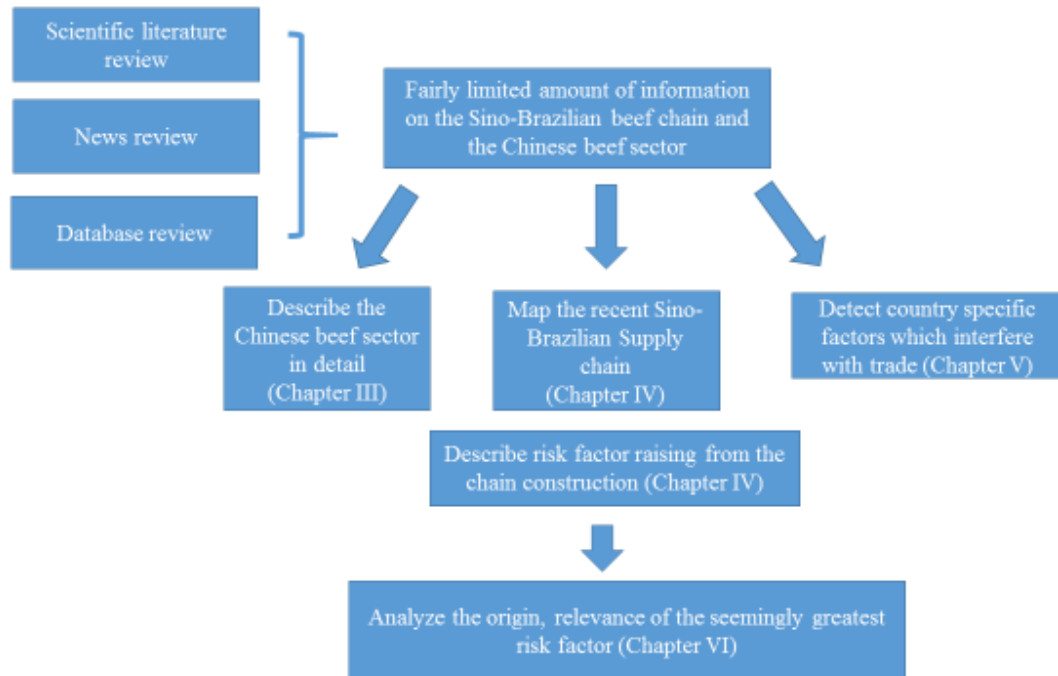 Scientific literature
review
News review
Database review
Fairly limited amount of information
on the Sino-Brazilian beef chain and
the Chinese beef sector
Describe the
Chinese beef sector
in detail
(Chapter III)
Map the recent Sino-
Brazilian Supply
chain
(Chapter IV)
Detect country specific
factors which interfere
with trade (Chapter V)
Describe risk factor raising from the
chain construction (Chapter IV)
Analyze the origin, relevance of the seemingly greatest
risk factor (Chapter VI)